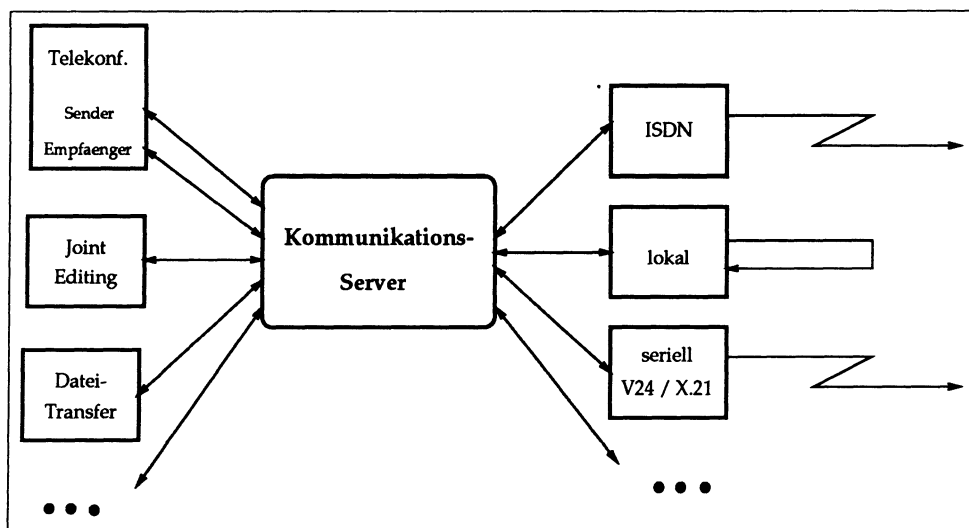 Telekonf.
Sender
Empfaenger
Joint
Editing
Datei-
Transfer
Kommunikations-
Server
ISDN
lokal
seriell
V24 / X.21